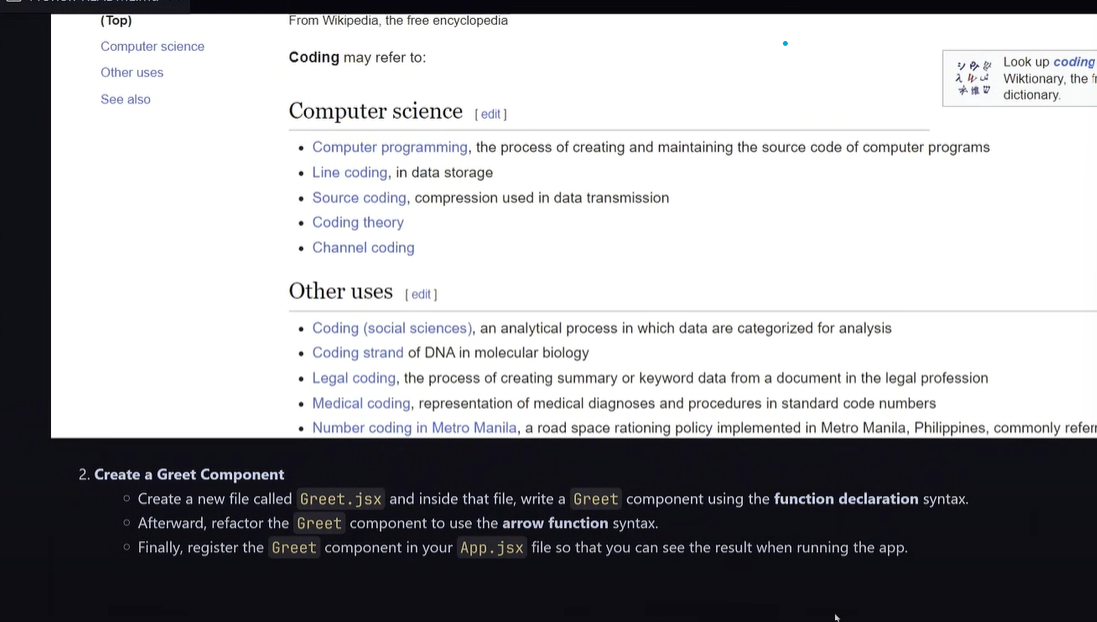 (Top)
From Wikipedia, the free encyclopedia
Computer science
Other uses
See also
Coding may refer to:
Look up coding
Wiktionary, the
dictionary.
Computer science [ edit ]
• Computer programming, the process of creating and maintaining the source code of computer programs
• Line coding, in data storage
• Source coding, compression used in data transmission
• Coding theory
• Channel coding
Other uses [ edit ]
• Coding (social sciences), an analytical process in which data are categorized for analysis
• Coding strand of DNA in molecular biology
• Legal coding, the process of creating summary or keyword data from a document in the legal profession
• Medical coding, representation of medical diagnoses and procedures in standard code numbers
• Number coding in Metro Manila, a road space rationing policy implemented in Metro Manila, Philippines, commonly
2. Create a Greet Component
○ Create a new file called Greet.jsx and inside that file, write a Greet component using the function declaration syntax.
○ Afterward, refactor the Greet component to use the arrow function syntax.
○ Finally, register the Greet component in your App.jsx file so that you can see the result when running the app.